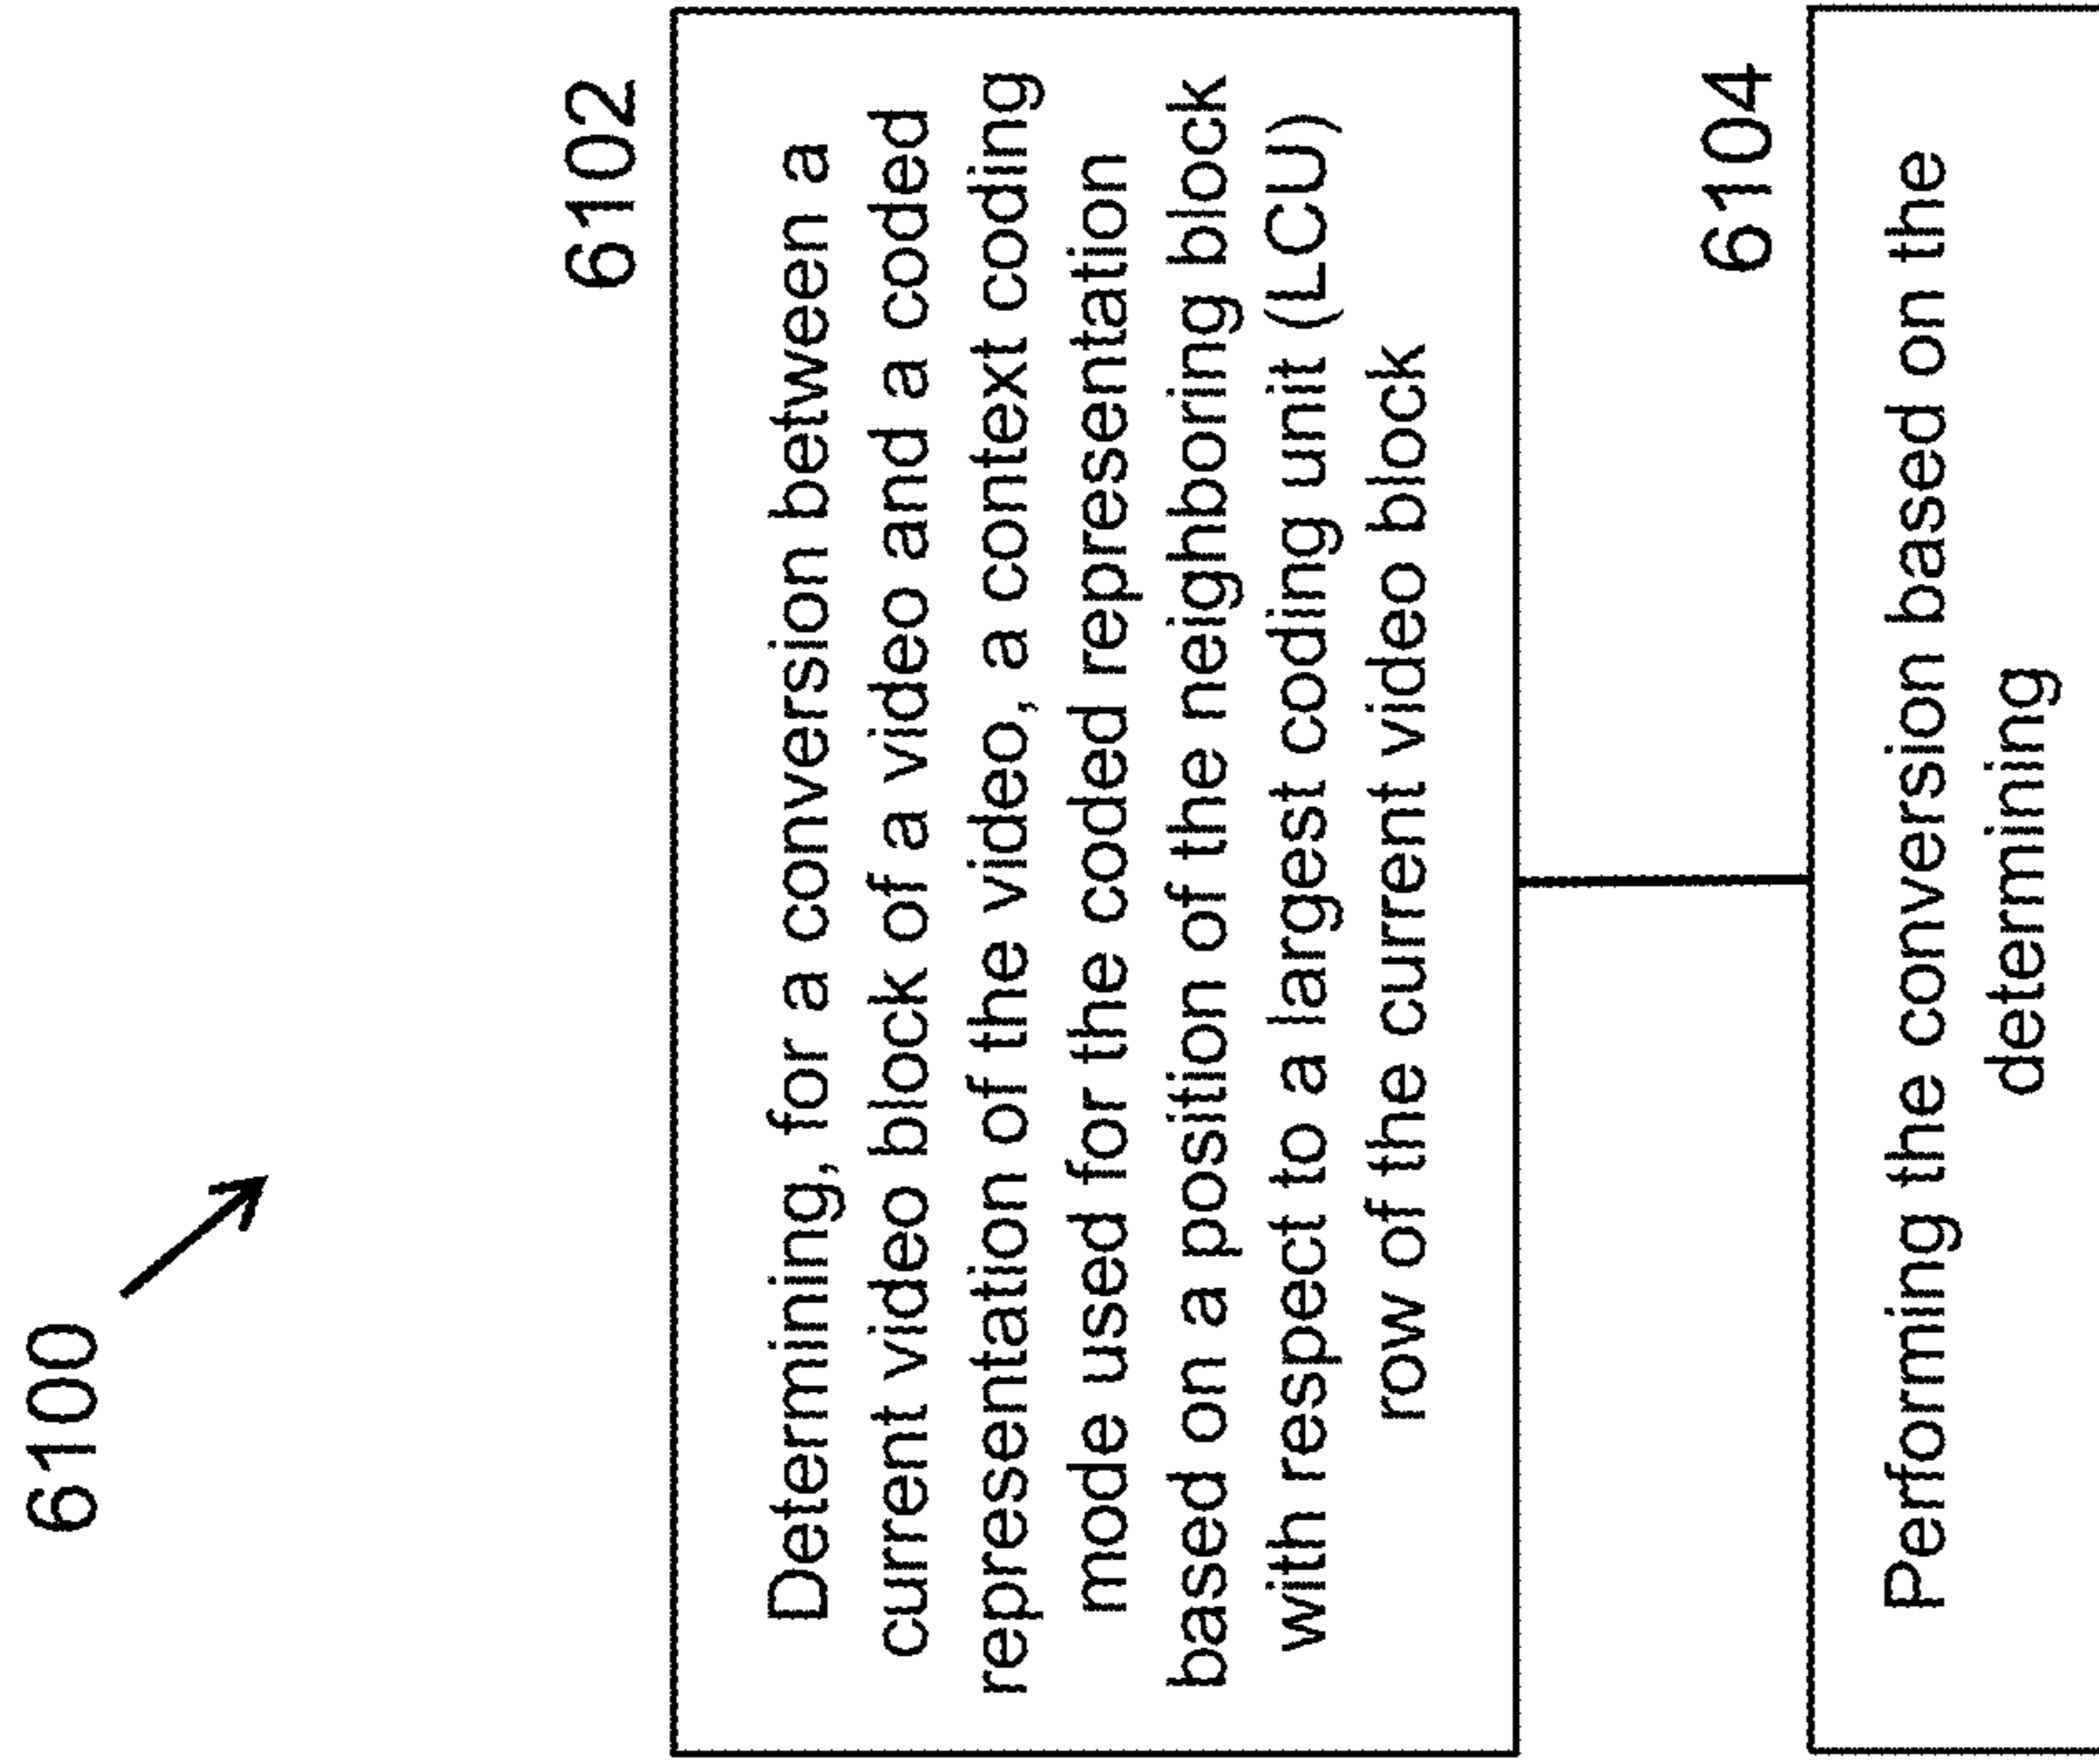 6100
6102
Determining, for a conversion between a
current video block of a video and a coded
representation of the video, a context coding
mode used for the coded representation
based on a position of the neighboring block
with respect to a largest coding unit (LCU)
row of the current video block
6104
Performing the conversion based on the
determining